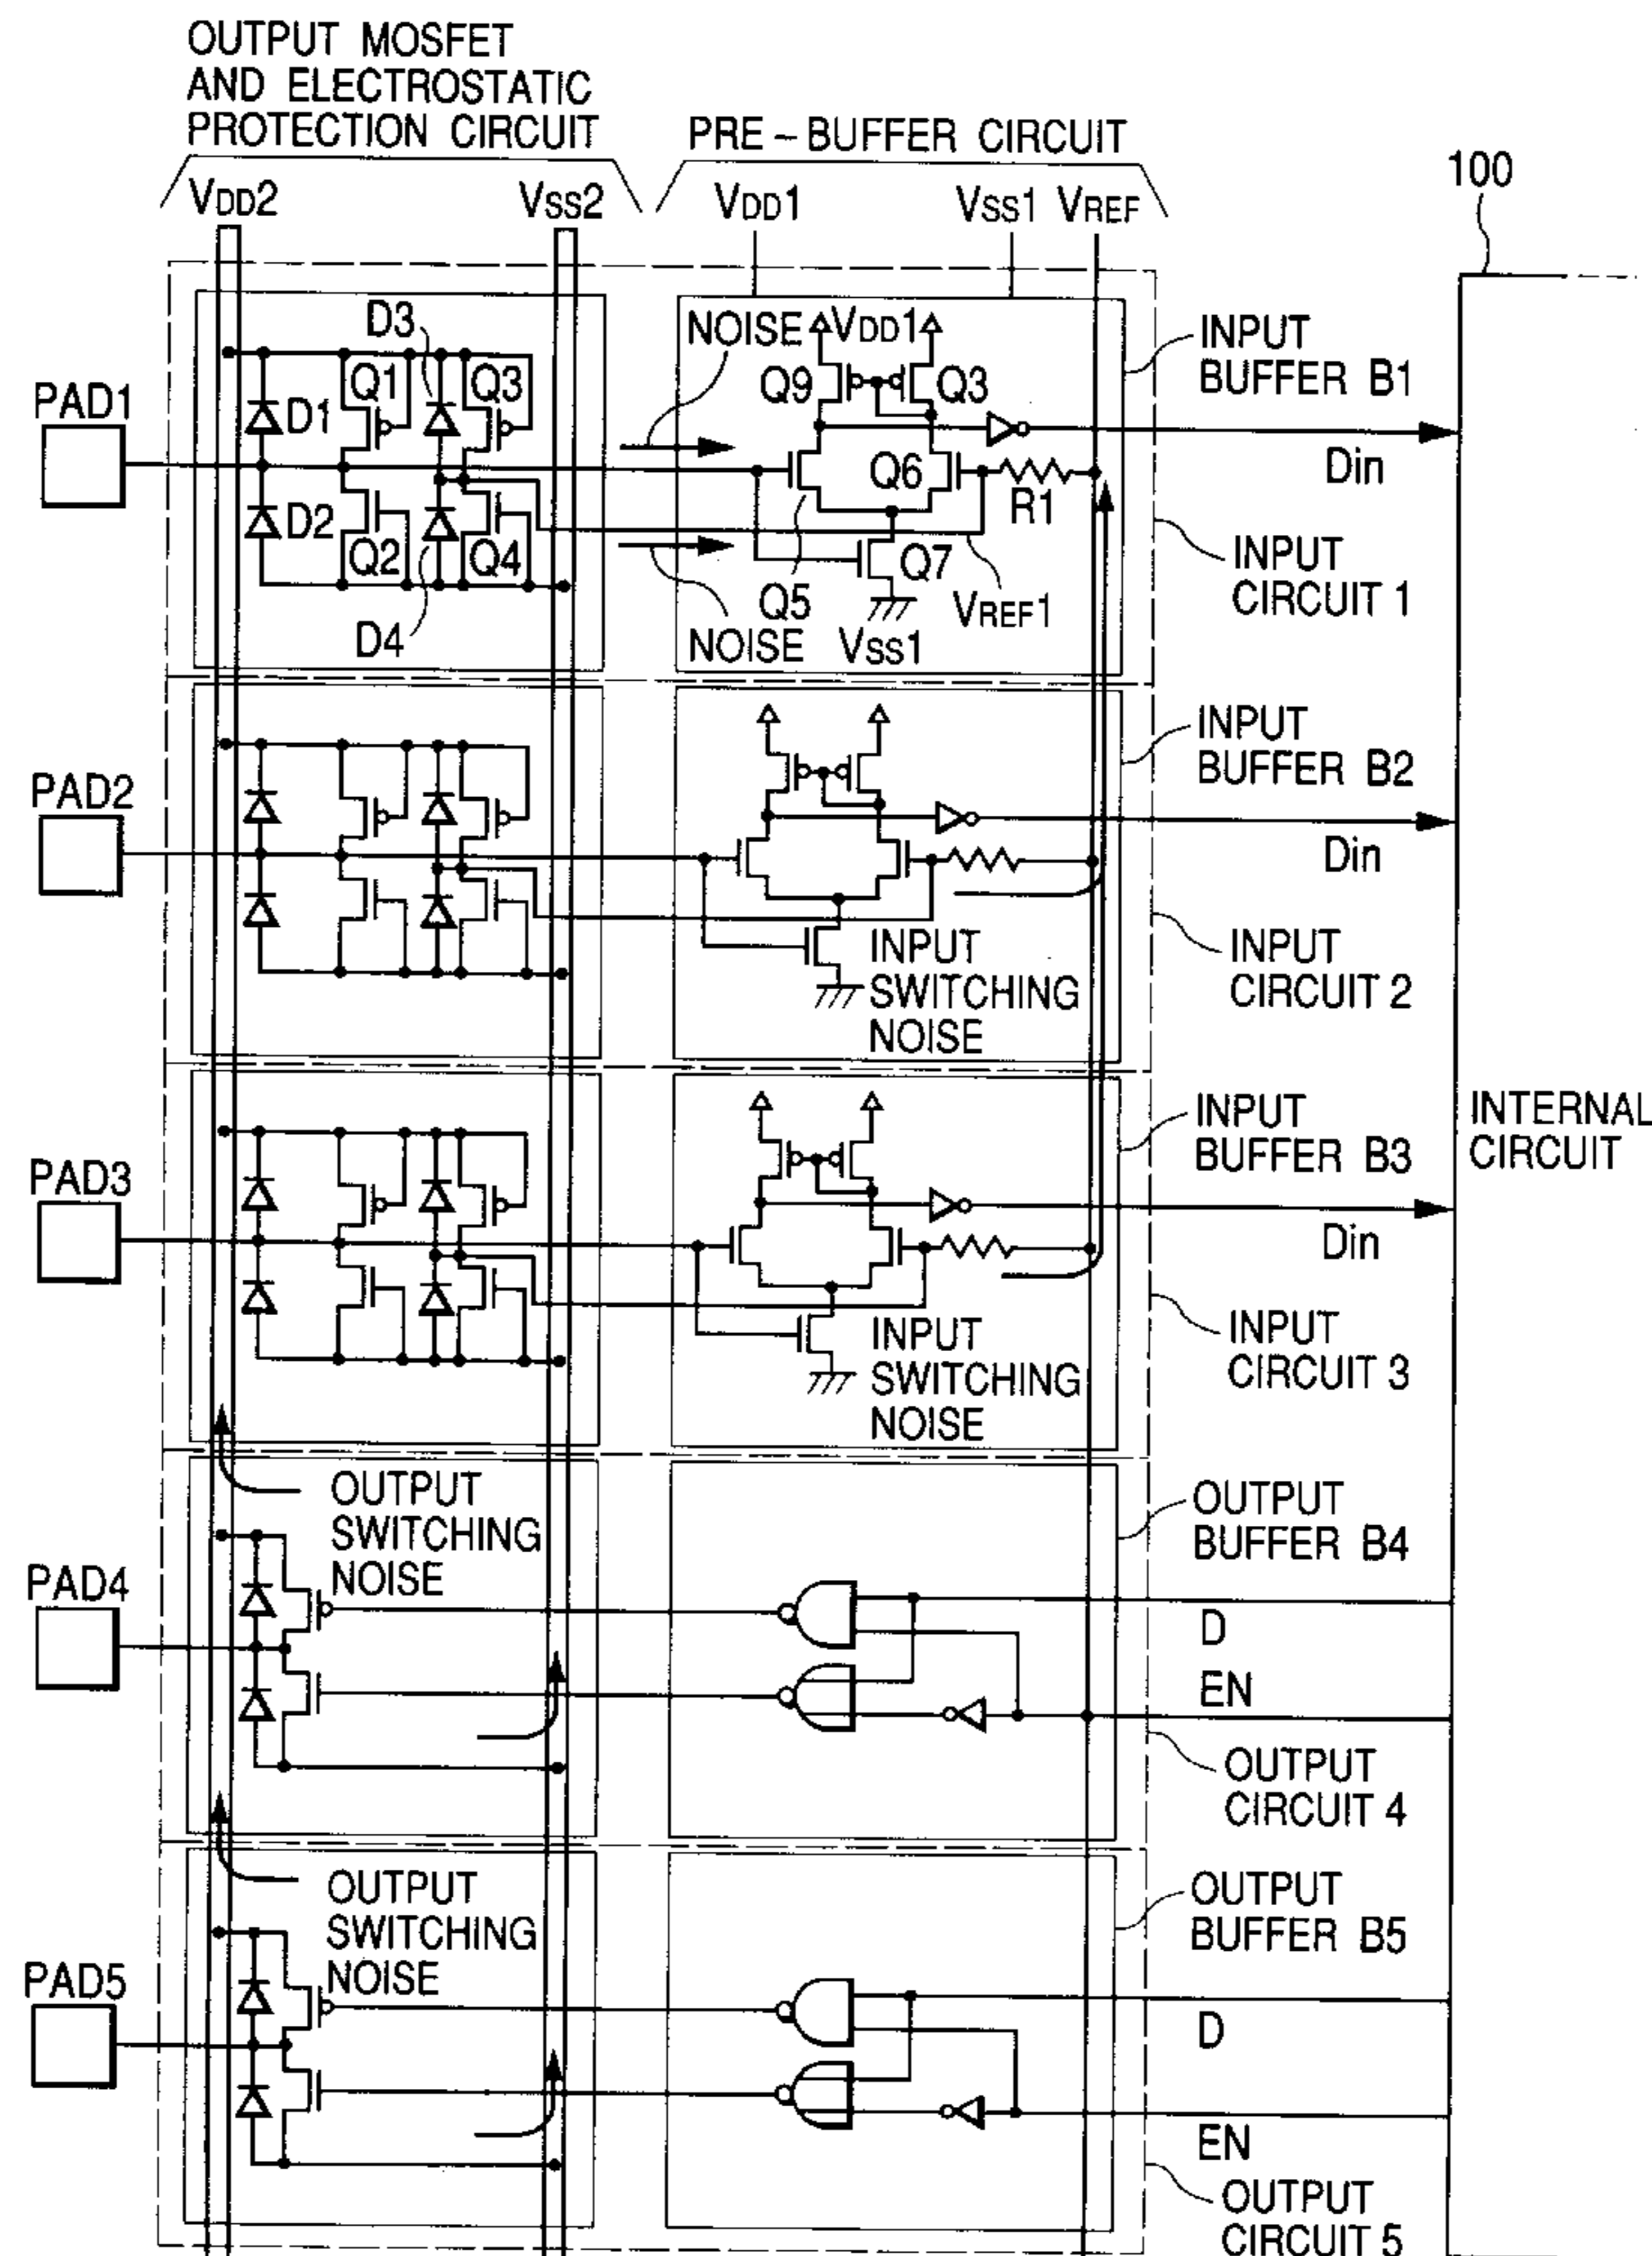 OUTPUT MOSFET
AND ELECTROSTATIC
PROTECTION CIRCUIT
PRE-BUFFER CIRCUIT
VDD2
VSS2
VDD1
VSS1
VREF
100
D3
NOISE
VDD1
INPUT
BUFFER B1
PAD1
D1
Q1
Q3
Q9
Q3
Din
D2
Q2
Q4
Q6
R1
Q7
INPUT
CIRCUIT 1
D4
NOISE
Q5
VSS1
VREF1
INPUT
BUFFER B2
PAD2
Din
INPUT
SWITCHING
NOISE
INPUT
CIRCUIT 2
INPUT
BUFFER B3
INTERNAL
CIRCUIT
PAD3
Din
INPUT
SWITCHING
NOISE
INPUT
CIRCUIT 3
OUTPUT
SWITCHING
NOISE
OUTPUT
BUFFER B4
PAD4
D
EN
OUTPUT
CIRCUIT 4
OUTPUT
SWITCHING
NOISE
OUTPUT
BUFFER B5
PAD5
D
EN
OUTPUT
CIRCUIT 5